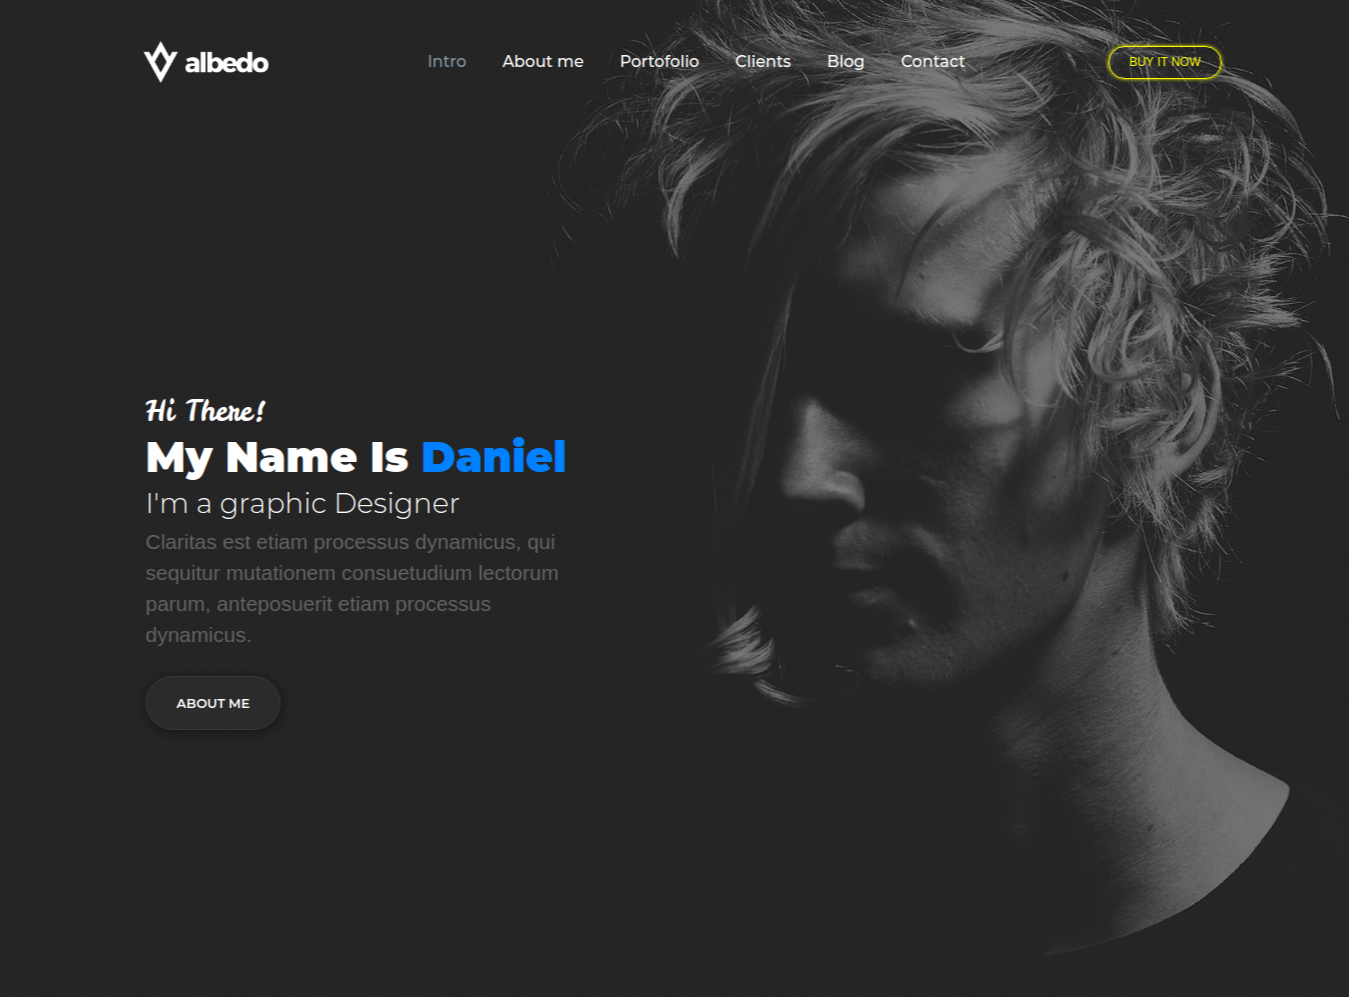 albedo
Intro About me Portofolio Clients Blog Contact
BUY IT NOW
Hi There!
My Name Is Daniel
I'm a graphic Designer
Claritas est etiam processus dynamicus, qui
sequitur mutationem consuetudium lectorum
parum, anteposuerit etiam processus
dynamicus.
ABOUT ME